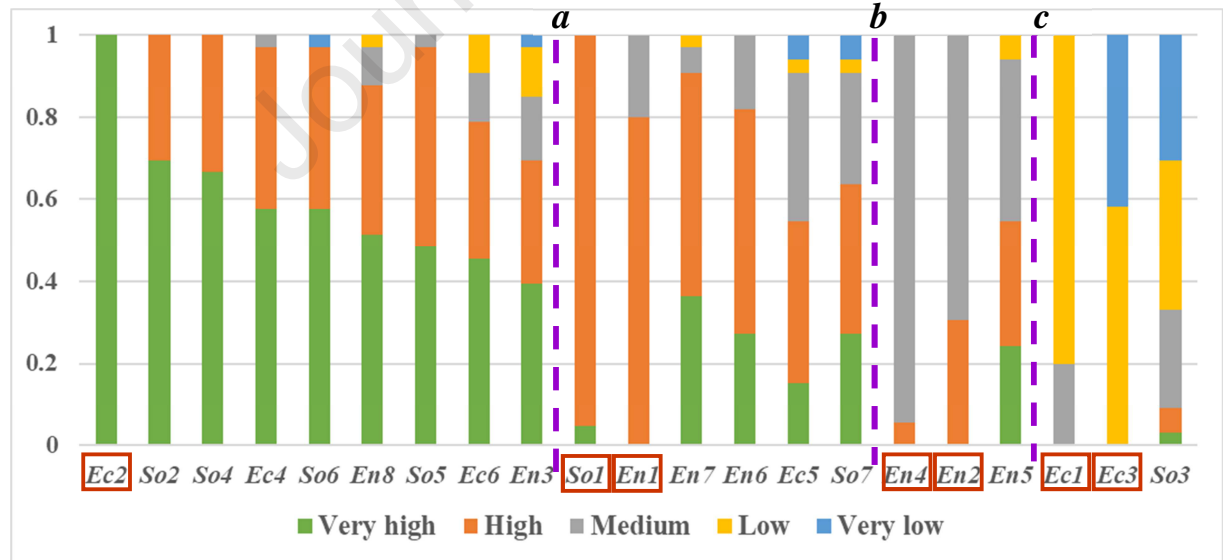 Journ
a b c
1
0.8
0.6
0.4
0.2
0
Ec2 So2 So4 Ec4 So6 En8 So5 Ec6 En3 So1 En1 En7 En6 Ec5 So7 En4 En2 En5 Ec1 Ec3 So3
Very high High Medium Low Very low